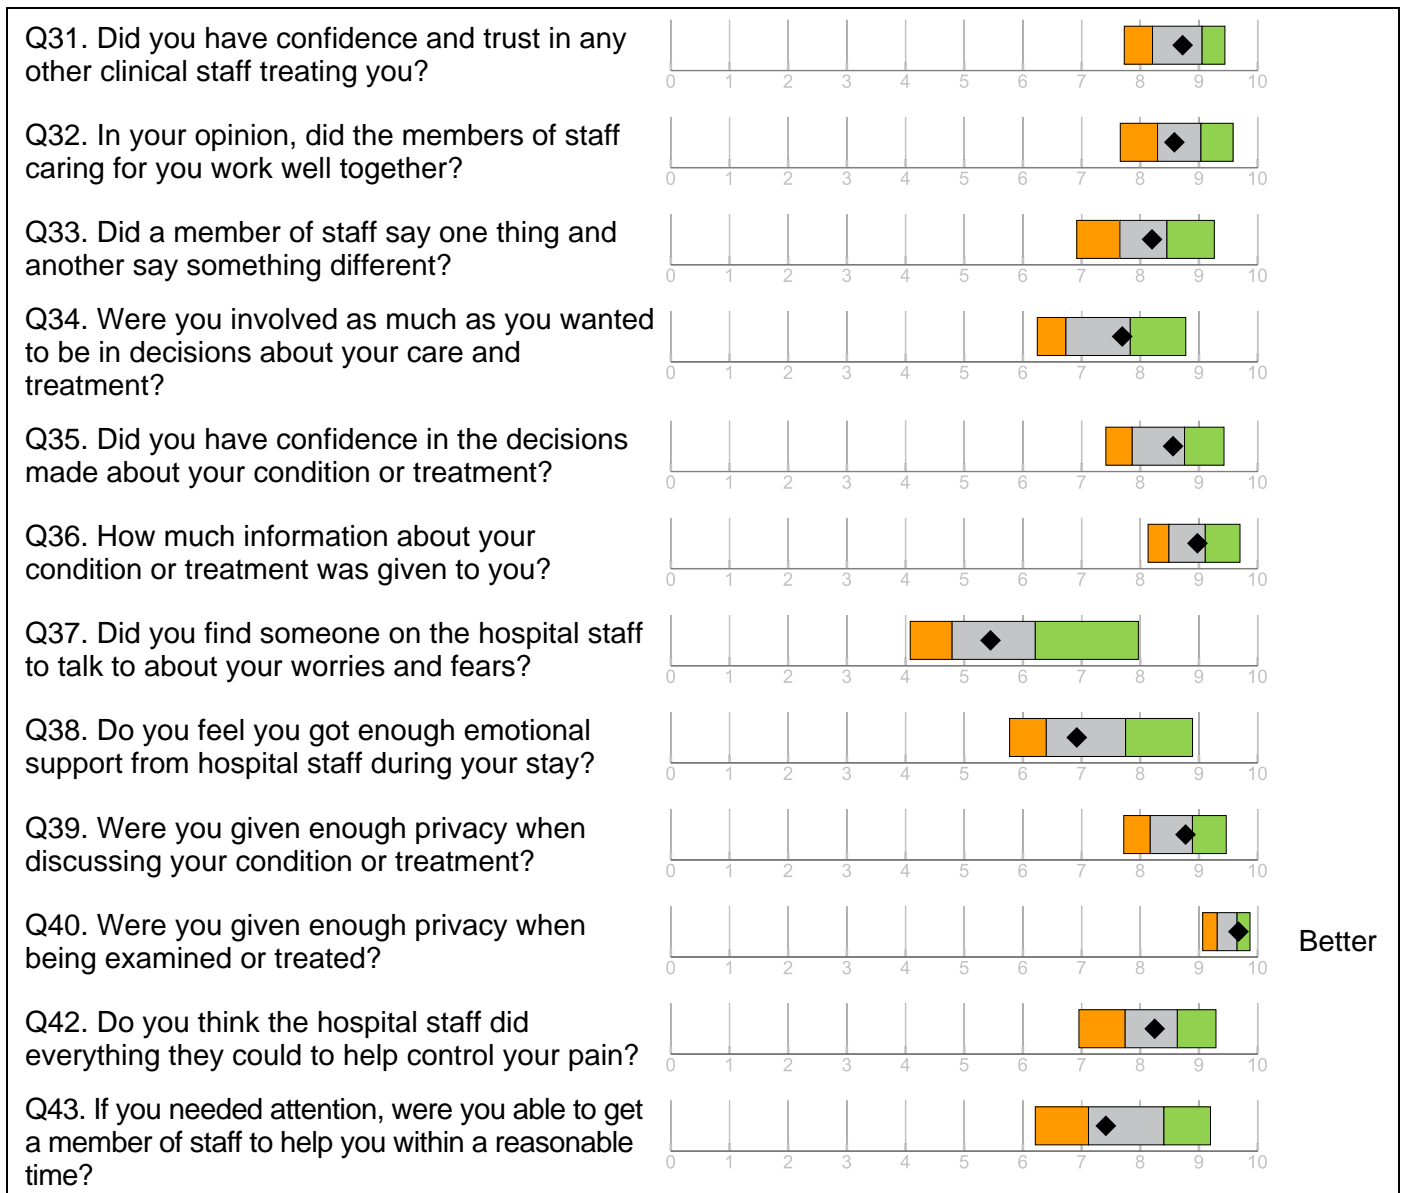 Q31. Did you have confidence and trust in any
other clinical staff treating you?
0 1 2 3 4 5 6 7 8 9 10
Q32. In your opinion, did the members of staff
caring for you work well together?
0 1 2 3 4 5 6 7 8 9 10
Q33. Did a member of staff say one thing and
another say something different?
0 1 2 3 4 5 6 7 8 9 10
Q34. Were you involved as much as you wanted
to be in decisions about your care and
treatment?
0 1 2 3 4 5 6 7 8 9 10
Q35. Did you have confidence in the decisions
made about your condition or treatment?
0 1 2 3 4 5 6 7 8 9 10
Q36. How much information about your
condition or treatment was given to you?
0 1 2 3 4 5 6 7 8 9 10
Q37. Did you find someone on the hospital staff
to talk to about your worries and fears?
0 1 2 3 4 5 6 7 8 9 10
Q38. Do you feel you got enough emotional
support from hospital staff during your stay?
0 1 2 3 4 5 6 7 8 9 10
Q39. Were you given enough privacy when
discussing your condition or treatment?
0 1 2 3 4 5 6 7 8 9 10
Q40. Were you given enough privacy when
being examined or treated?
0 1 2 3 4 5 6 7 8 9 10
Better
Q42. Do you think the hospital staff did
everything they could to help control your pain?
0 1 2 3 4 5 6 7 8 9 10
Q43. If you needed attention, were you able to get
a member of staff to help you within a reasonable
time?
0 1 2 3 4 5 6 7 8 9 10